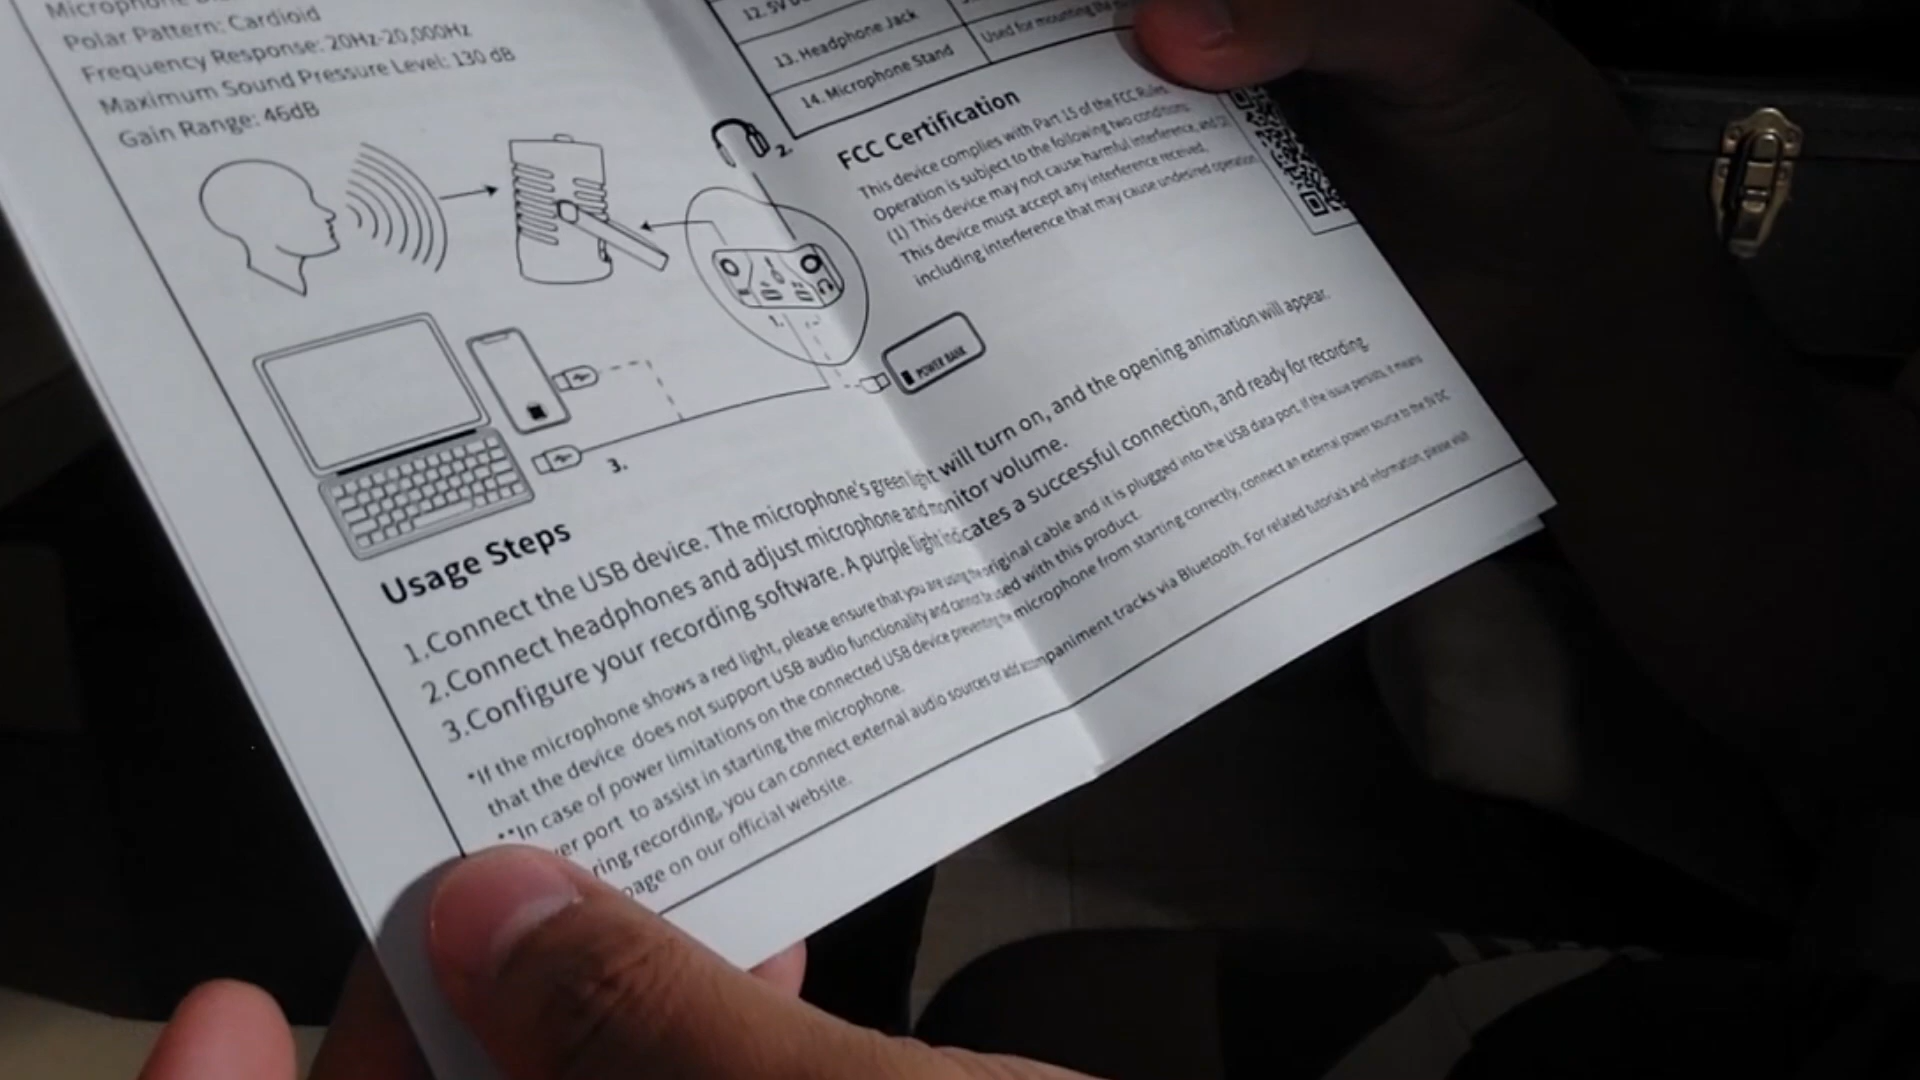 Microphone
Polar Pattern: Cardioid
Frequency Response: 20Hz-20,000Hz
Maximum Sound Pressure Level: 130 dB
Gain Range: 46dB
12. 5V
13. Headphone Jack
14. Microphone Stand
Used for mounting the
FCC Certification
This device complies with Part 15 of the FCC Rules.
Operation is subject to the following two conditions:
(1) This device may not cause harmful interference, and (2)
This device must accept any interference received,
including interference that may cause undesired operation.
2.
1.
POWER BANK
3.
Usage Steps
1.Connect the USB device. The microphone's green light will turn on, and the opening animation will appear.
2.Connect headphones and adjust microphone and monitor volume.
3.Configure your recording software. A purple light indicates a successful connection, and ready for recording.
*If the microphone shows a red light, please ensure that you are using the original cable and it is plugged into the USB data port. If the issue persists, it means
that the device does not support USB audio functionality and cannot be used with this product.
**In case of power limitations on the connected USB device preventing the microphone from starting correctly, connect an external power source to the 5V DC
er port to assist in starting the microphone.
ring recording, you can connect external audio sources or add accompaniment tracks via Bluetooth. For related tutorials and information, please visit
page on our official website.